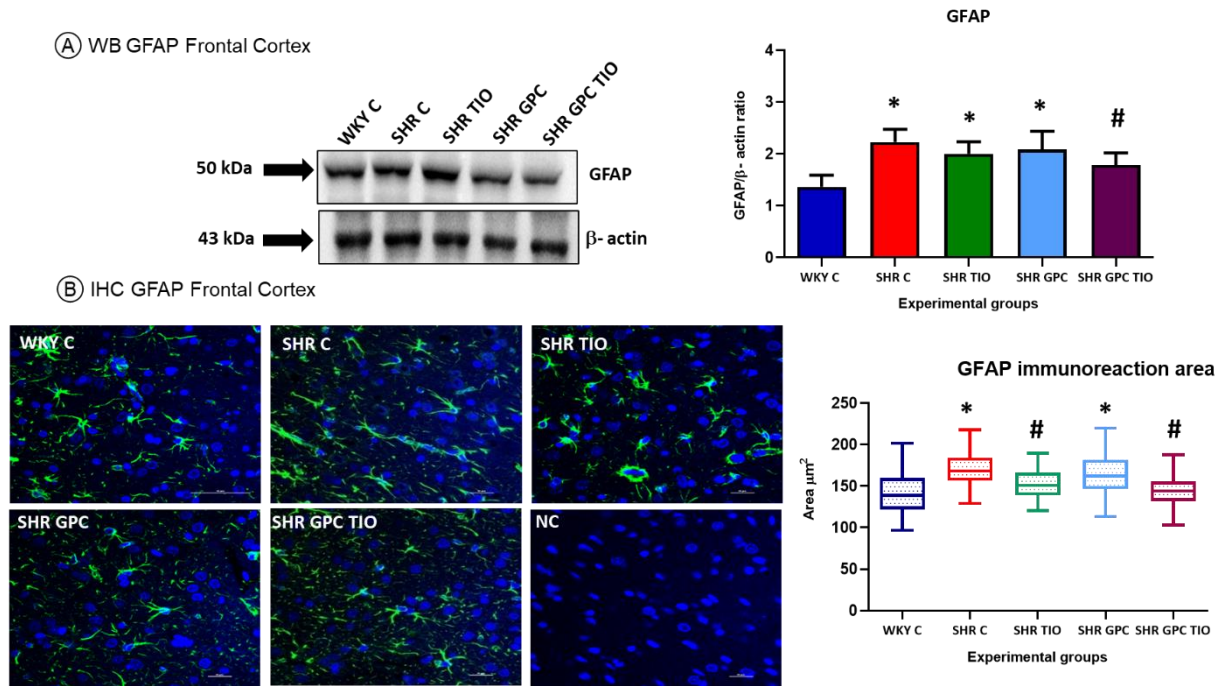 A WB GFAP Frontal Cortex
WKY C
SHR C
SHR TIO
SHR GPC
SHR GPC TIO
50 kDa
GFAP
43 kDa
β- actin
GFAP
4
3
2
1
0
GFAP/β- actin ratio
*
*
*
#
WKY C SHR C SHR TIO SHR GPC SHR GPC TIO
Experimental groups
B IHC GFAP Frontal Cortex
WKY C
SHR C
SHR TIO
SHR GPC
SHR GPC TIO
NC
GFAP immunoreaction area
250
200
150
100
50
0
Area µm²
*
#
*
#
WKY C SHR C SHR TIO SHR GPC SHR GPC TIO
Experimental groups